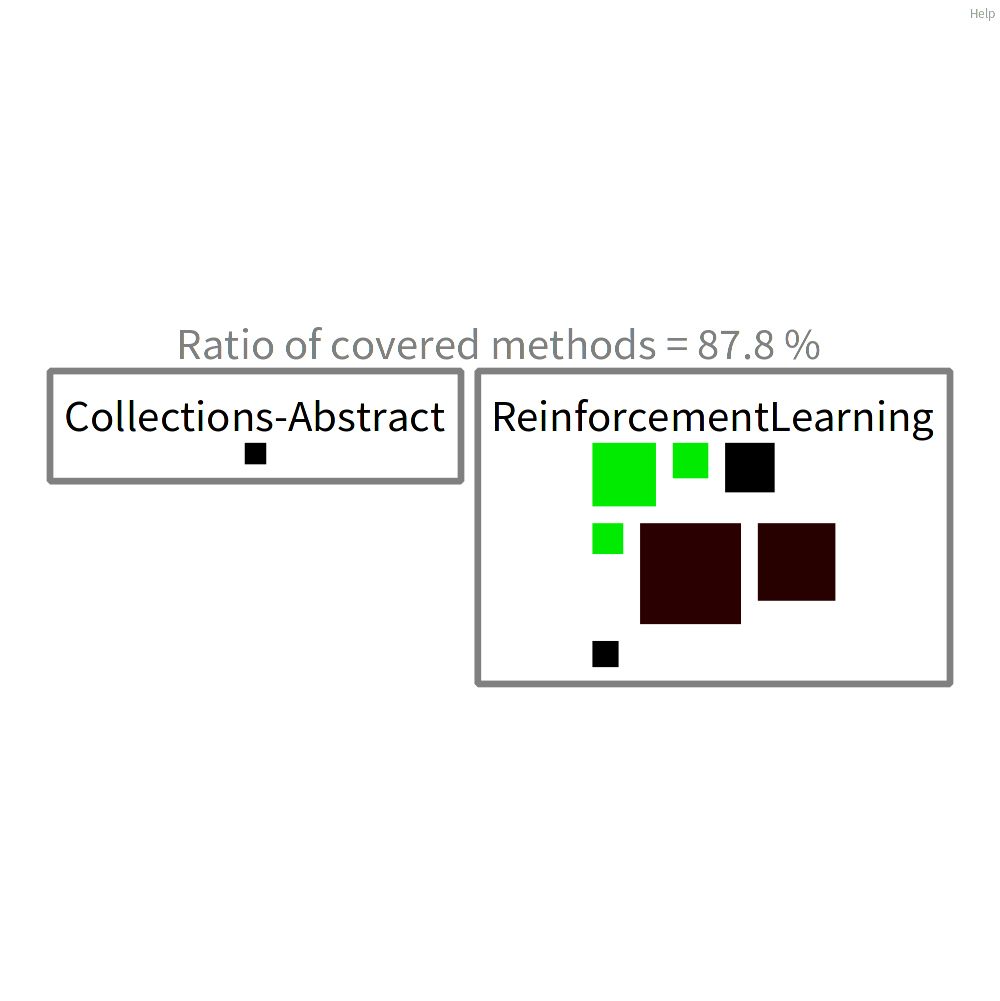 Help
Ratio of covered methods = 87.8 %
Collections-Abstract
ReinforcementLearning